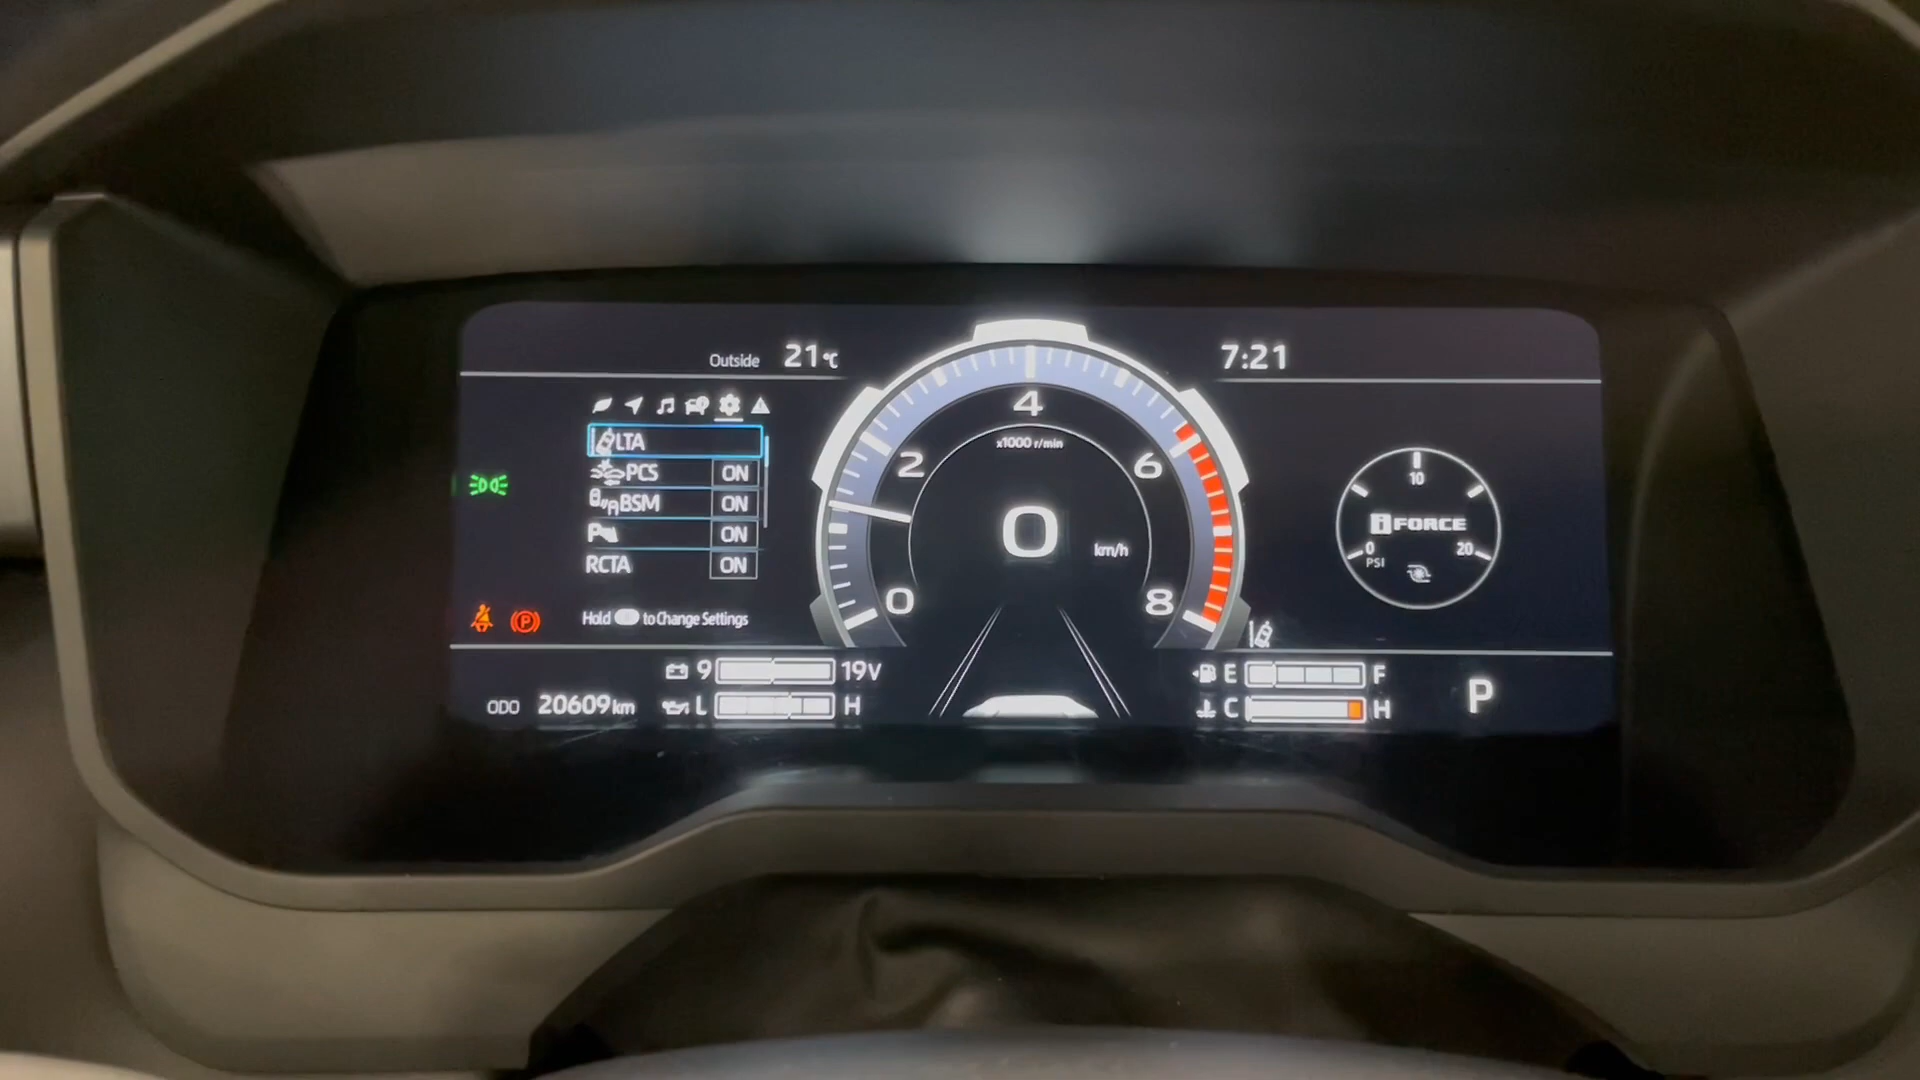 Outside 21℃
7:21
LTA
PCS ON
BSM ON
ON
RCTA ON
Hold to Change Settings
0 2 4 6 8
x1000 r/min
0 km/h
10
i FORCE
0 20
PSI
9 19V
L H
ODO 20609km
E F
C H
P